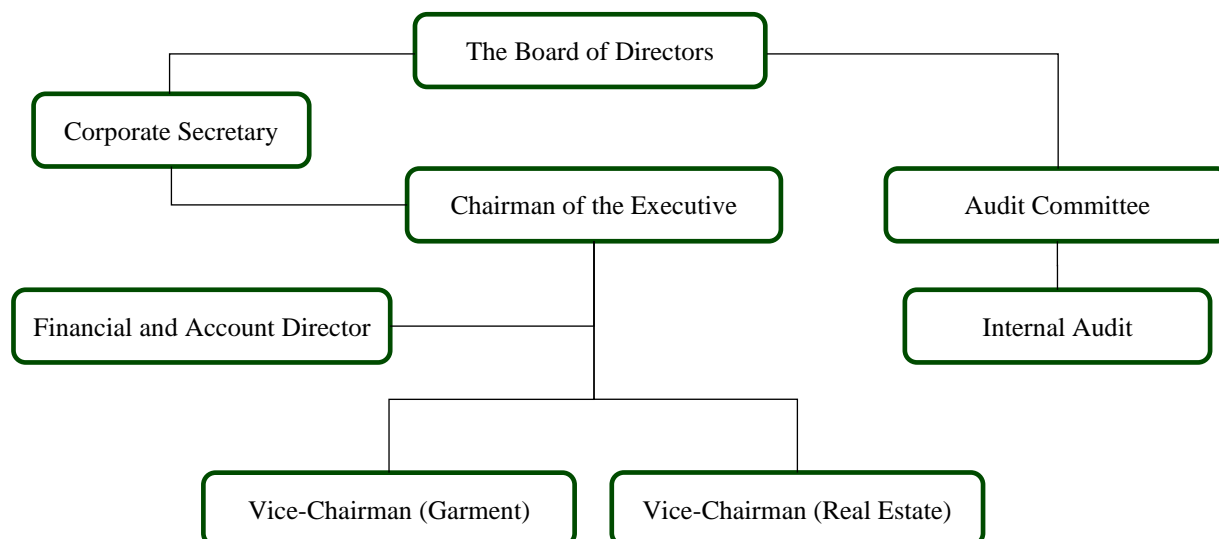 The Board of Directors
Corporate Secretary
Chairman of the Executive
Audit Committee
Financial and Account Director
Internal Audit
Vice-Chairman (Garment)
Vice-Chairman (Real Estate)